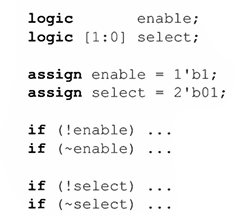 logic enable;
logic [1:0] select;
assign enable = 1'b1;
assign select = 2'b01;
if (!enable) ...
if (~enable) ...
if (!select) ...
if (~select) ...